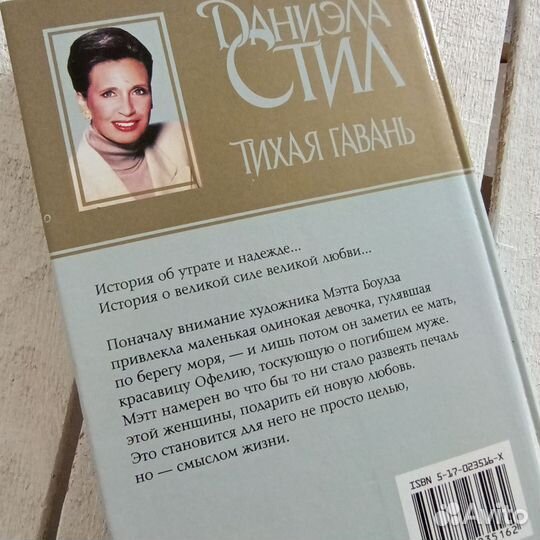 ДАНИЭЛА
СТИЛ
ТИХАЯ ГАВАНЬ
История об утрате и надежде...
История о великой силе великой любви...
Поначалу внимание художника Мэтта Боулза
привлекла маленькая одинокая девочка, гулявшая
по берегу моря, — и лишь потом он заметил ее мать,
красавицу Офелию, тоскующую о погибшем муже.
Мэтт намерен во что бы то ни стало развеять печаль
этой женщины, подарить ей новую любовь.
Это становится для него не просто целью,
но — смыслом жизни.
ISBN 5-17-023516-X
35162
Avito